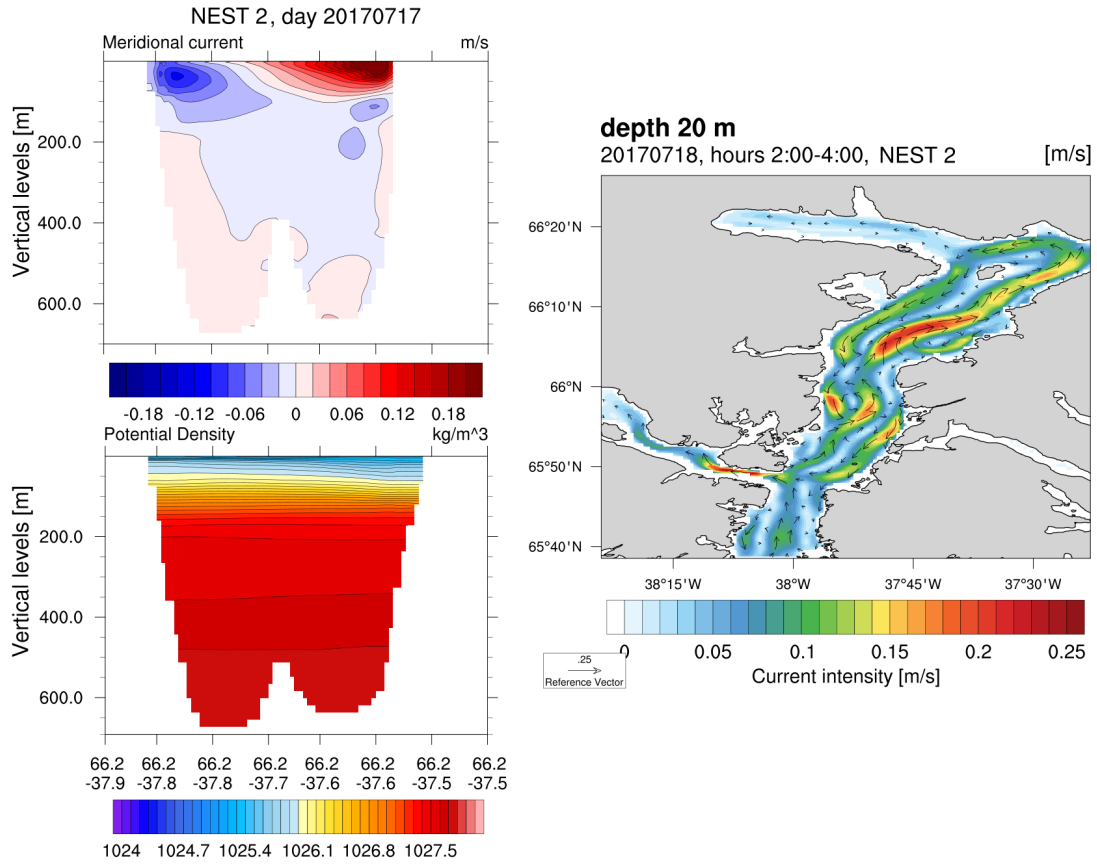 NEST 2, day 20170717
Meridional current m/s
Vertical levels [m]
200.0
400.0
600.0
-0.18 -0.12 -0.06 0 0.06 0.12 0.18
Potential Density kg/m^3
Vertical levels [m]
200.0
400.0
600.0
66.2 66.2 66.2 66.2 66.2 66.2 66.2 66.2
-37.9 -37.8 -37.8 -37.7 -37.6 -37.6 -37.5 -37.5
1024 1024.7 1025.4 1026.1 1026.8 1027.5
depth 20 m
20170718, hours 2:00-4:00, NEST 2 [m/s]
66°20'N
66°10'N
66°N
65°50'N
65°40'N
38°15'W 38°W 37°45'W 37°30'W
0 0.05 0.1 0.15 0.2 0.25
.25
Reference Vector
Current intensity [m/s]